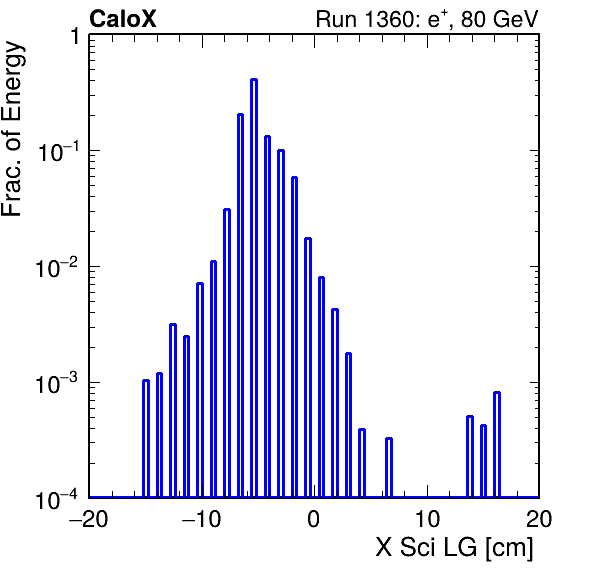 CaloX Run 1360: e⁺, 80 GeV
Frac. of Energy
1
10⁻¹
10⁻²
10⁻³
10⁻⁴
−20 −10 0 10 20
X Sci LG [cm]